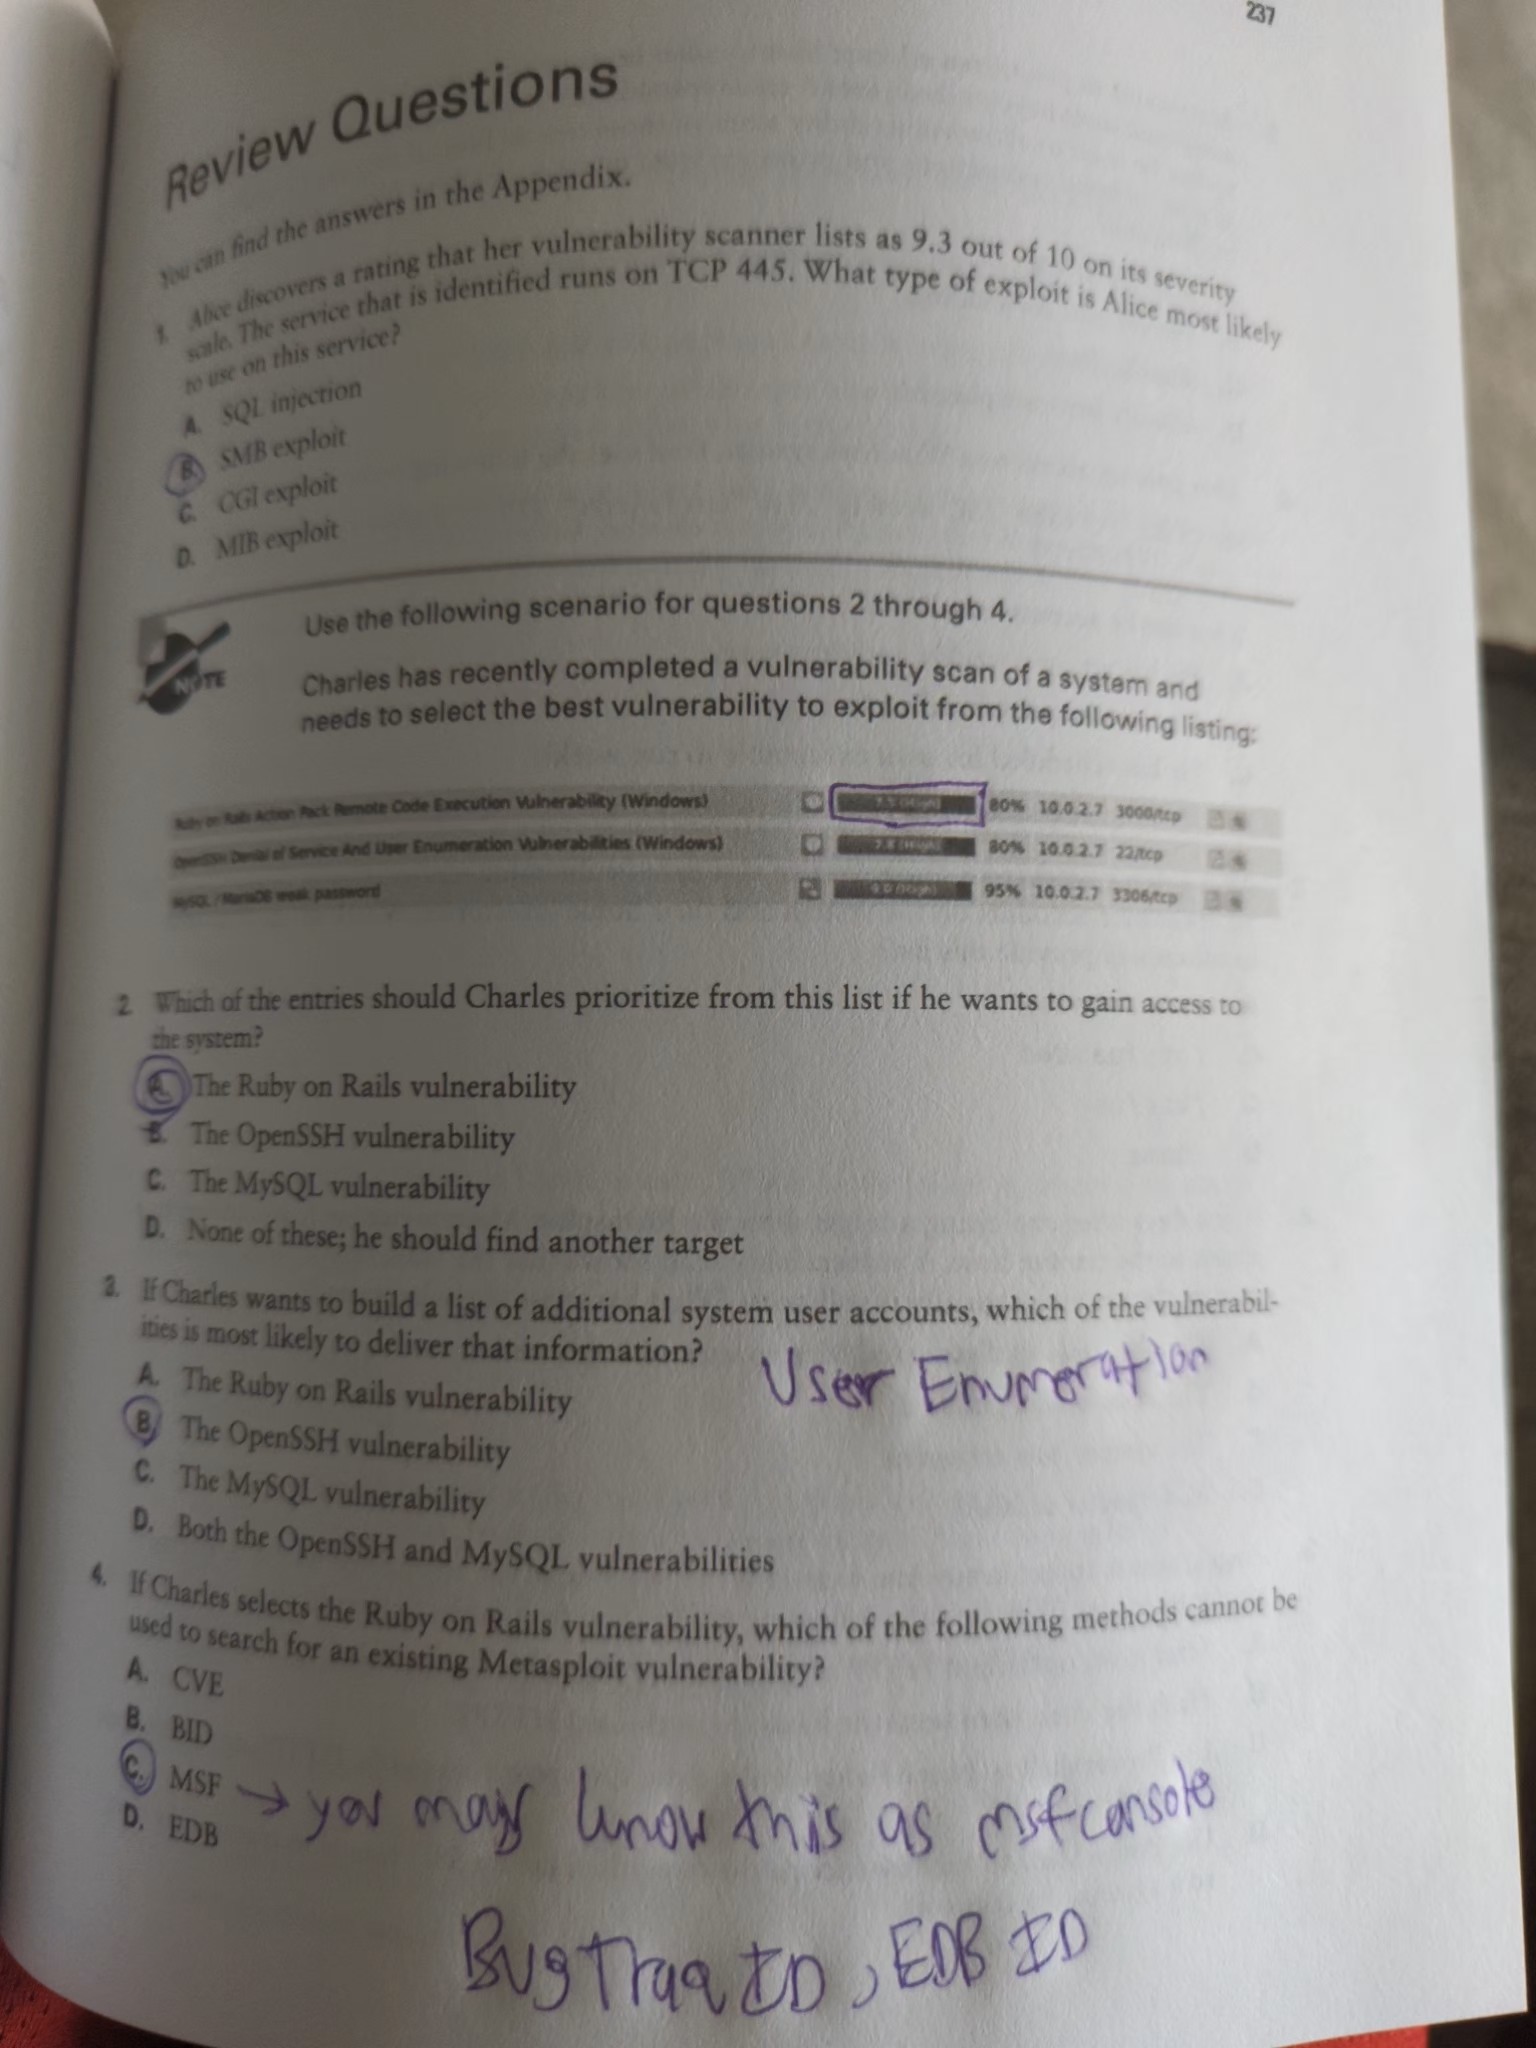 237
Review Questions
You can find the answers in the Appendix.
1. Alice discovers a rating that her vulnerability scanner lists as 9.3 out of 10 on its severity
scale. The service that is identified runs on TCP 445. What type of exploit is Alice most likely
to use on this service?
A. SQL injection
B. SMB exploit
C. CGI exploit
D. MIB exploit
NOTE
Use the following scenario for questions 2 through 4.
Charles has recently completed a vulnerability scan of a system and
needs to select the best vulnerability to exploit from the following listing:
Ruby on Rails Action Pack Remote Code Execution Vulnerability (Windows) 7.5 (High) 80% 10.0.2.7 3000/tcp
OpenSSH Denial of Service And User Enumeration Vulnerabilities (Windows) 7.8 (High) 80% 10.0.2.7 22/tcp
MySQL / MariaDB weak password 9.0 (High) 95% 10.0.2.7 3306/tcp
2. Which of the entries should Charles prioritize from this list if he wants to gain access to
the system?
A. The Ruby on Rails vulnerability
B. The OpenSSH vulnerability
C. The MySQL vulnerability
D. None of these; he should find another target
3. If Charles wants to build a list of additional system user accounts, which of the vulnerabil-
ities is most likely to deliver that information?
User Enumeration
A. The Ruby on Rails vulnerability
B. The OpenSSH vulnerability
C. The MySQL vulnerability
D. Both the OpenSSH and MySQL vulnerabilities
4. If Charles selects the Ruby on Rails vulnerability, which of the following methods cannot be
used to search for an existing Metasploit vulnerability?
A. CVE
B. BID
C. MSF → you may know this as msfconsole
D. EDB
BugTraq ID, EDB ID